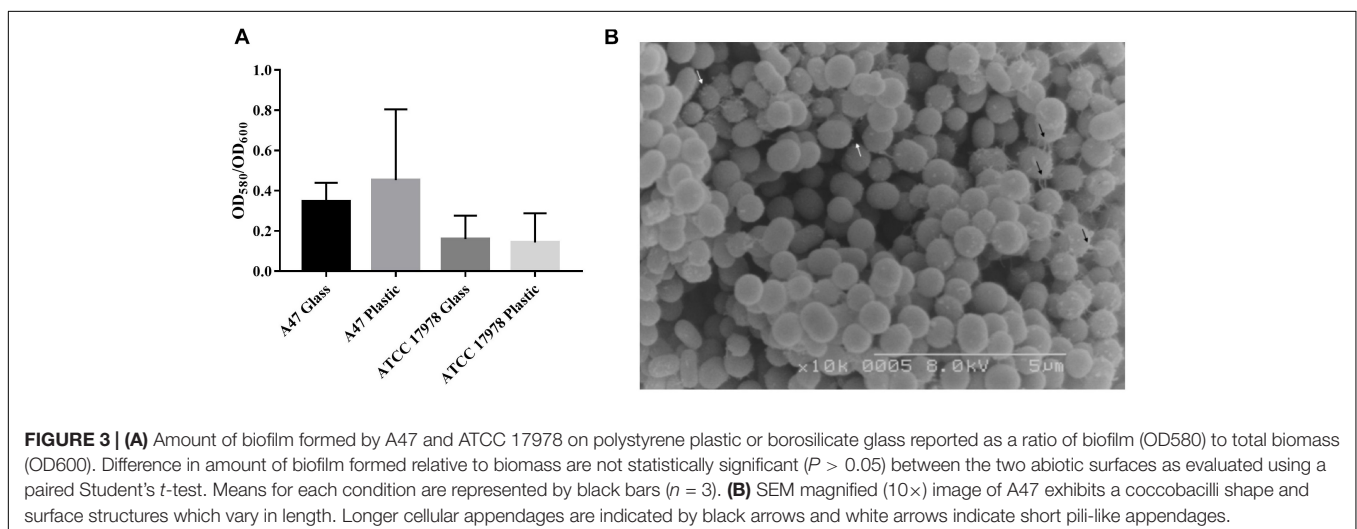 A
B
1.0
0.8
0.6
0.4
0.2
0.0
OD580/OD600
A47 Glass
A47 Plastic
ATCC 17978 Glass
ATCC 17978 Plastic
×10k 0005 8.0kV 5µm
FIGURE 3 | (A) Amount of biofilm formed by A47 and ATCC 17978 on polystyrene plastic or borosilicate glass reported as a ratio of biofilm (OD580) to total biomass
(OD600). Difference in amount of biofilm formed relative to biomass are not statistically significant (P > 0.05) between the two abiotic surfaces as evaluated using a
paired Student's t-test. Means for each condition are represented by black bars (n = 3). (B) SEM magnified (10×) image of A47 exhibits a coccobacilli shape and
surface structures which vary in length. Longer cellular appendages are indicated by black arrows and white arrows indicate short pili-like appendages.